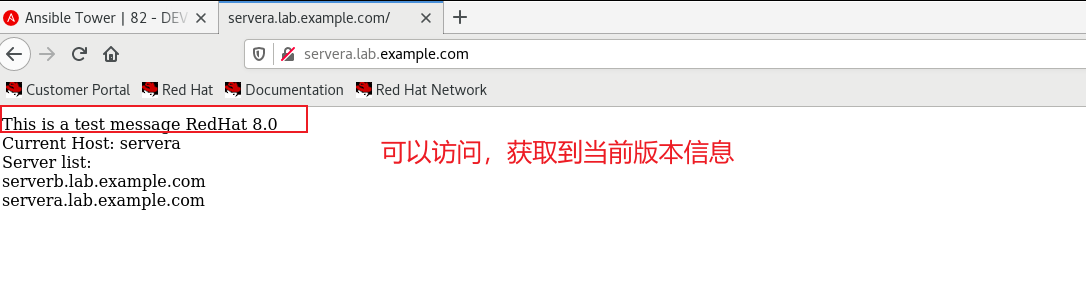 Ansible Tower | 82 - DEV
servera.lab.example.com/
servera.lab.example.com
Customer Portal
Red Hat
Documentation
Red Hat Network
This is a test message RedHat 8.0
Current Host: servera
可以访问，获取到当前版本信息
Server list:
serverb.lab.example.com
servera.lab.example.com